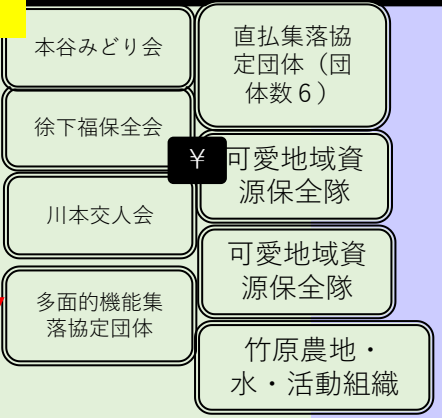 本谷みどり会
徐下福保全会
川本交人会
多面的機能集
落協定団体
直払集落協
定団体（団
体数６）
￥
可愛地域資
源保全隊
可愛地域資
源保全隊
竹原農地・
水・活動組織